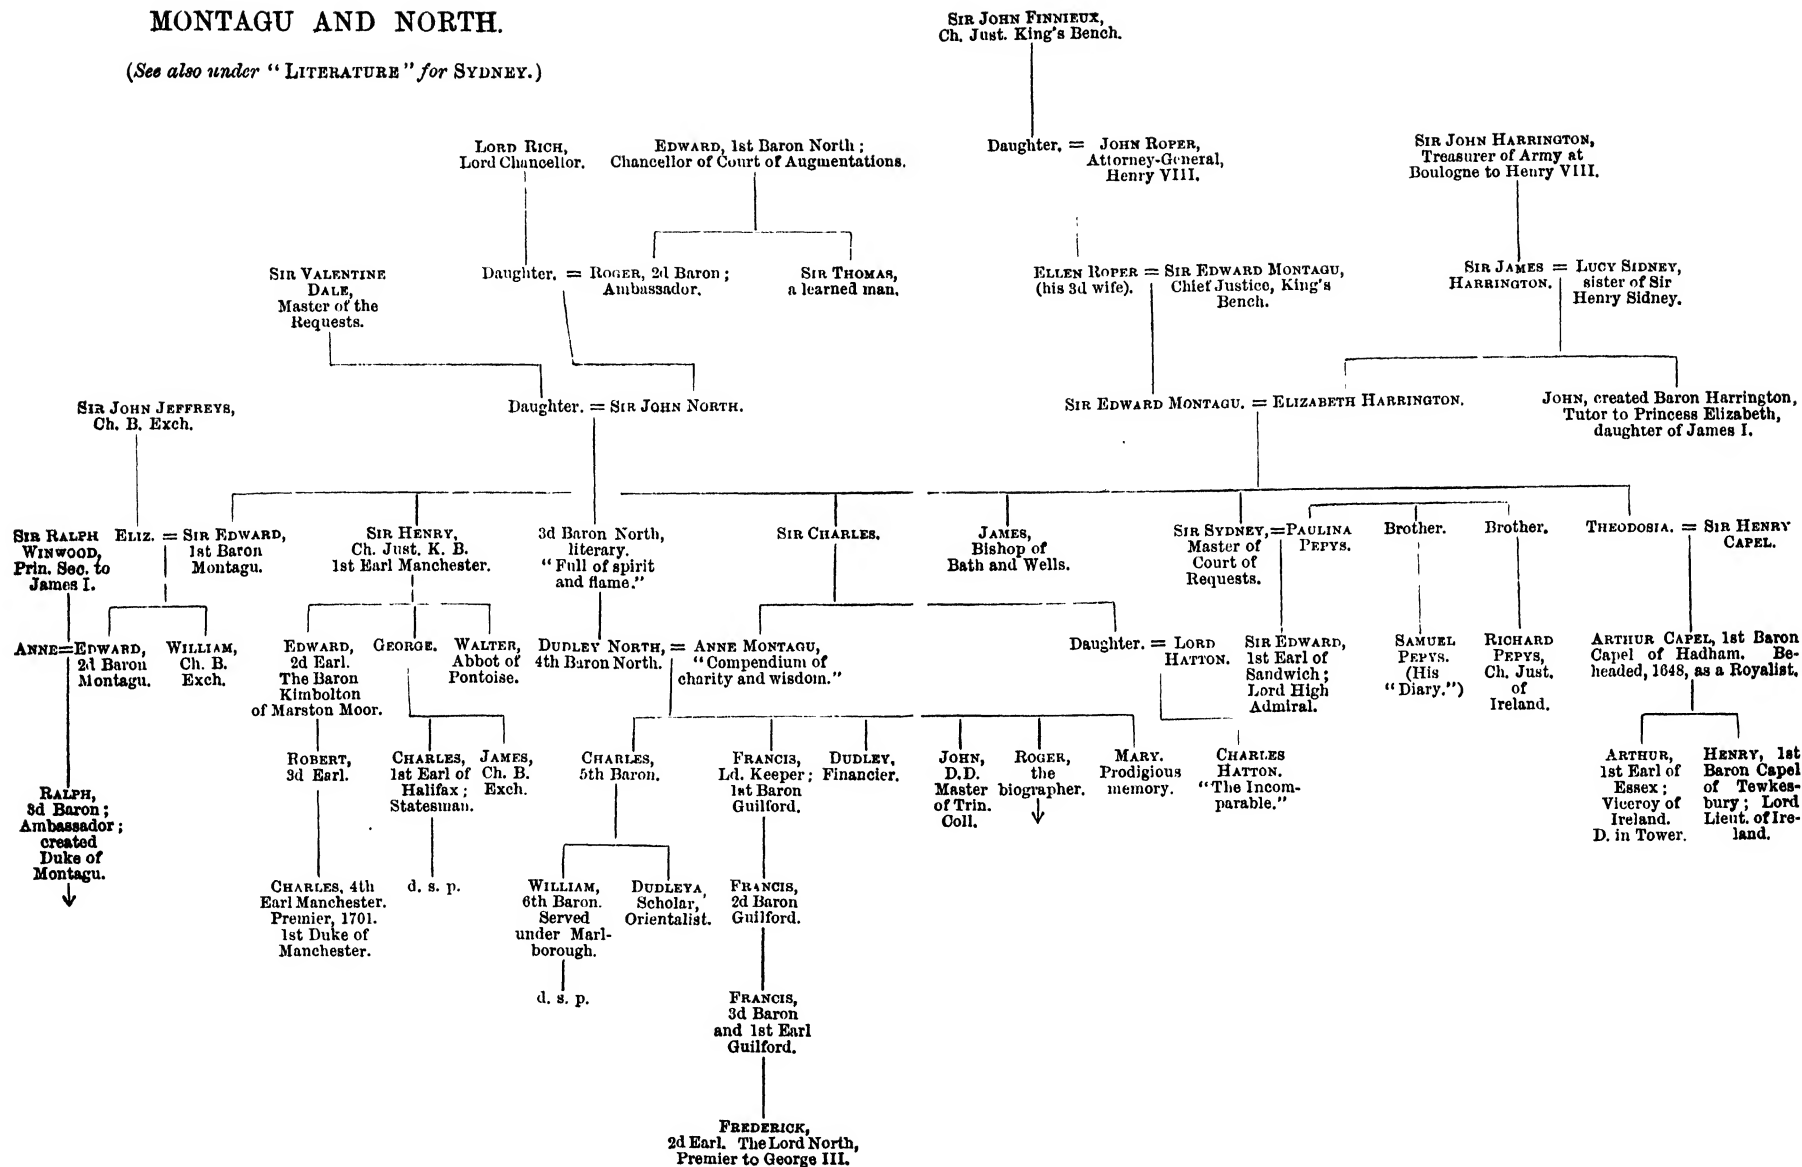 MONTAGU AND NORTH.
(See also under "LITERATURE" for SYDNEY.)
SIR JOHN FINNIEUX,
Ch. Just. King's Bench.
LORD RICH,
Lord Chancellor.
EDWARD, 1st Baron North;
Chancellor of Court of Augmentations.
Daughter. = JOHN ROPER,
Attorney-General,
Henry VIII.
SIR JOHN HARRINGTON,
Treasurer of Army at
Boulogne to Henry VIII.
SIR VALENTINE
DALE,
Master of the
Requests.
Daughter. = ROGER, 2d Baron;
Ambassador.
SIR THOMAS,
a learned man.
ELLEN ROPER = SIR EDWARD MONTAGU,
(his 3d wife). Chief Justice, King's
Bench.
SIR JAMES = LUCY SIDNEY,
HARRINGTON. sister of Sir
Henry Sidney.
SIR JOHN JEFFREYS,
Ch. B. Exch.
Daughter. = SIR JOHN NORTH.
SIR EDWARD MONTAGU. = ELIZABETH HARRINGTON.
JOHN, created Baron Harrington,
Tutor to Princess Elizabeth,
daughter of James I.
SIR RALPH
WINWOOD,
Prin. Sec. to
James I.
ELIZ. = SIR EDWARD,
1st Baron
Montagu.
SIR HENRY,
Ch. Just. K. B.
1st Earl Manchester.
3d Baron North,
literary.
"Full of spirit
and flame."
SIR CHARLES.
JAMES,
Bishop of
Bath and Wells.
SIR SYDNEY, = PAULINA
Master of PEPYS.
Court of
Requests.
Brother.
Brother.
THEODOSIA. = SIR HENRY
CAPEL.
ANNE = EDWARD,
2d Baron
Montagu.
WILLIAM,
Ch. B.
Exch.
EDWARD,
2d Earl.
The Baron
Kimbolton
of Marston Moor.
GEORGE.
WALTER,
Abbot of
Pontoise.
DUDLEY NORTH, = ANNE MONTAGU,
4th Baron North. "Compendium of
charity and wisdom."
Daughter. = LORD
HATTON.
SIR EDWARD,
1st Earl of
Sandwich;
Lord High
Admiral.
SAMUEL
PEPYS.
(His
"Diary.")
RICHARD
PEPYS,
Ch. Just.
of
Ireland.
ARTHUR CAPEL, 1st Baron
Capel of Hadham. Be-
headed, 1648, as a Royalist.
RALPH,
3d Baron;
Ambassador;
created
Duke of
Montagu.
ROBERT,
3d Earl.
CHARLES,
1st Earl of
Halifax;
Statesman.
JAMES,
Ch. B.
Exch.
CHARLES,
5th Baron.
FRANCIS,
Ld. Keeper;
1st Baron
Guilford.
DUDLEY,
Financier.
JOHN,
D.D.
Master
of Trin.
Coll.
ROGER,
the
biographer.
MARY.
Prodigious
memory.
CHARLES
HATTON.
"The Incom-
parable."
ARTHUR,
1st Earl of
Essex;
Viceroy of
Ireland.
D. in Tower.
HENRY, 1st
Baron Capel
of Tewkes-
bury; Lord
Lieut. of Ire-
land.
CHARLES, 4th
Earl Manchester.
Premier, 1701.
1st Duke of
Manchester.
d. s. p.
WILLIAM,
6th Baron.
Served
under Marl-
borough.
DUDLEYA,
Scholar,
Orientalist.
FRANCIS,
2d Baron
Guilford.
d. s. p.
FRANCIS,
3d Baron
and 1st Earl
Guilford.
FREDERICK,
2d Earl. The Lord North,
Premier to George III.